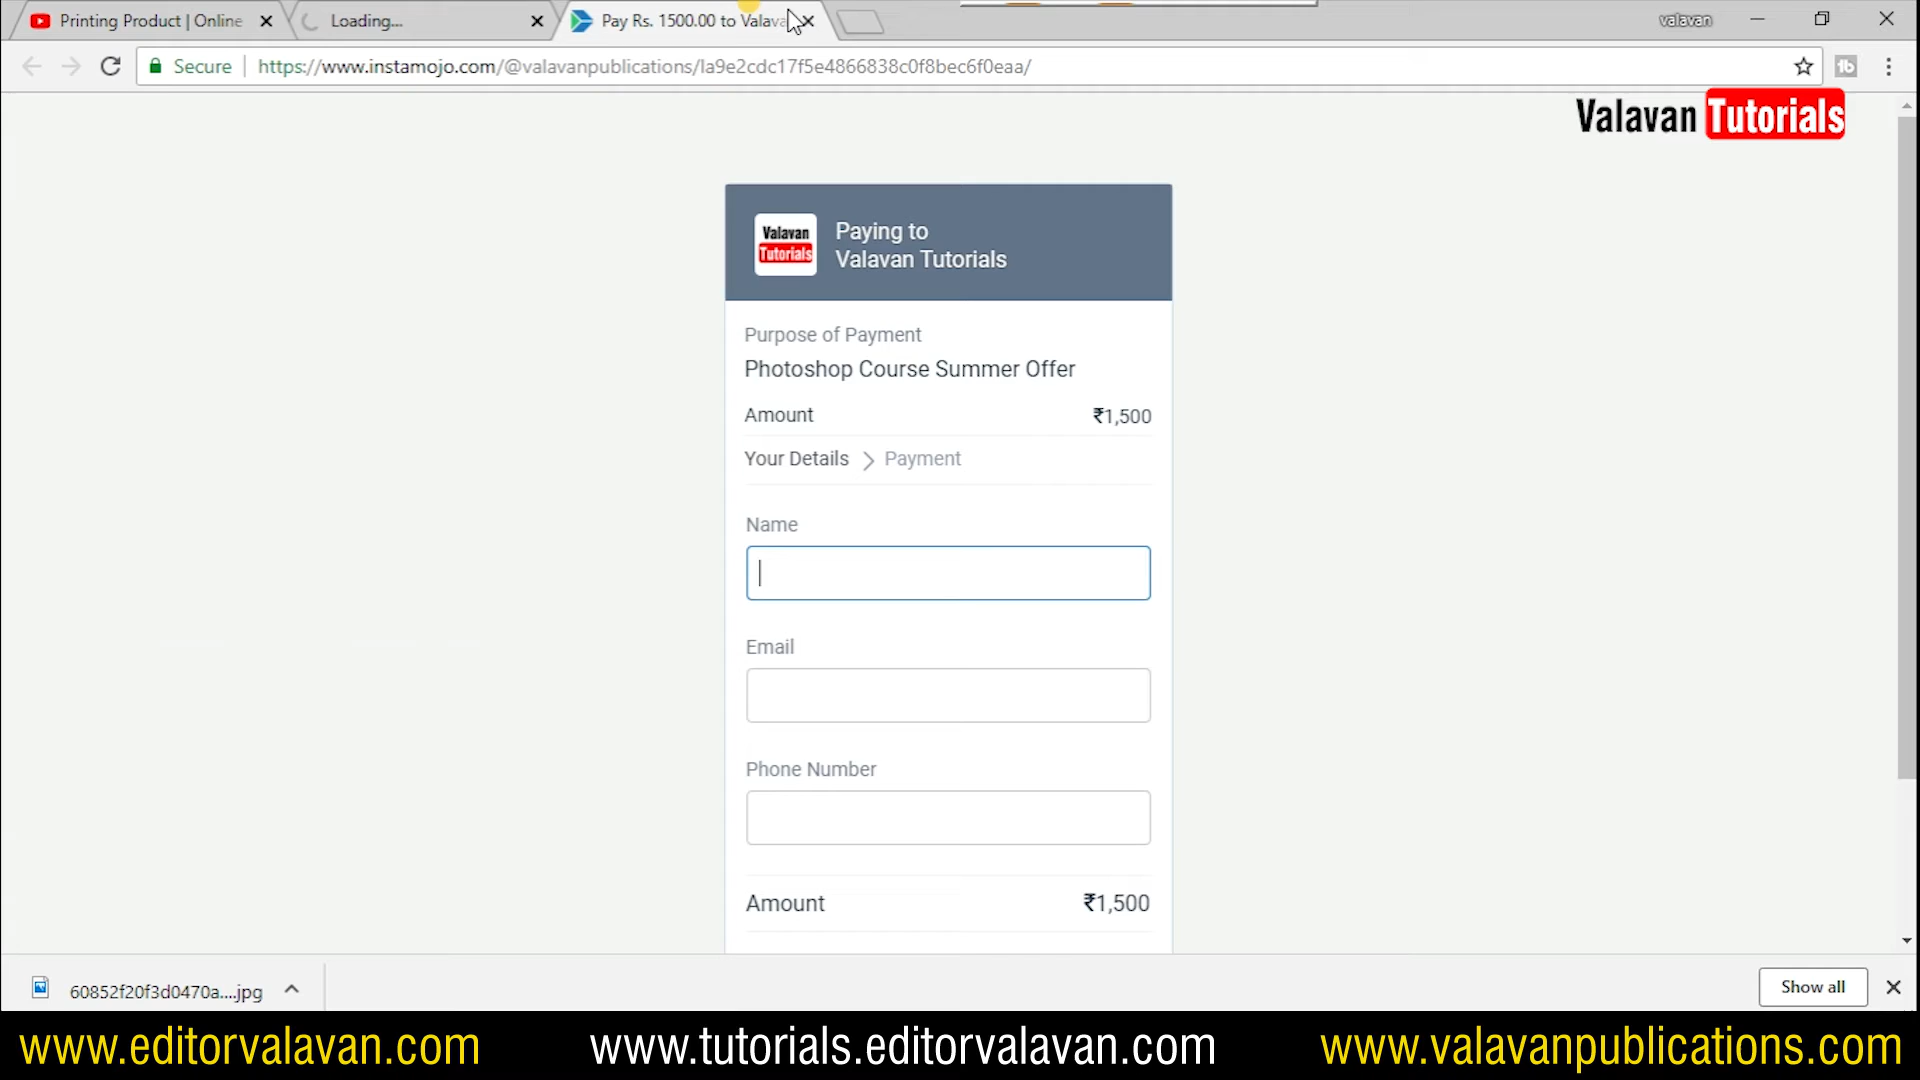 Printing Product | Online
Loading...
Pay Rs. 1500.00 to Valava
valavan
Secure
https://www.instamojo.com/@valavanpublications/la9e2cdc17f5e4866838c0f8bec6f0eaa/
Valavan Tutorials
Valavan
Tutorials
Paying to
Valavan Tutorials
Purpose of Payment
Photoshop Course Summer Offer
Amount ₹1,500
Your Details > Payment
Name
Email
Phone Number
Amount ₹1,500
60852f20f3d0470a....jpg
Show all
www.editorvalavan.com www.tutorials.editorvalavan.com www.valavanpublications.com